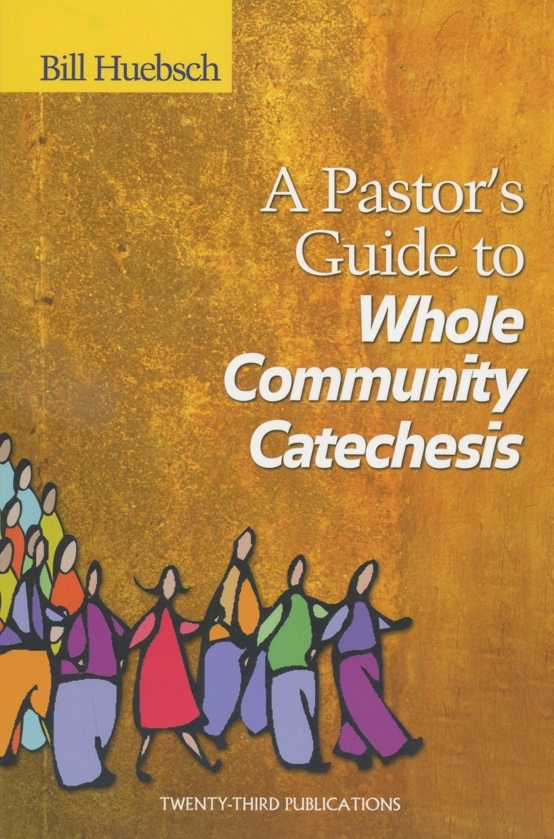 Bill Huebsch
A Pastor's
Guide to
Whole
Community
Catechesis
TWENTY-THIRD PUBLICATIONS